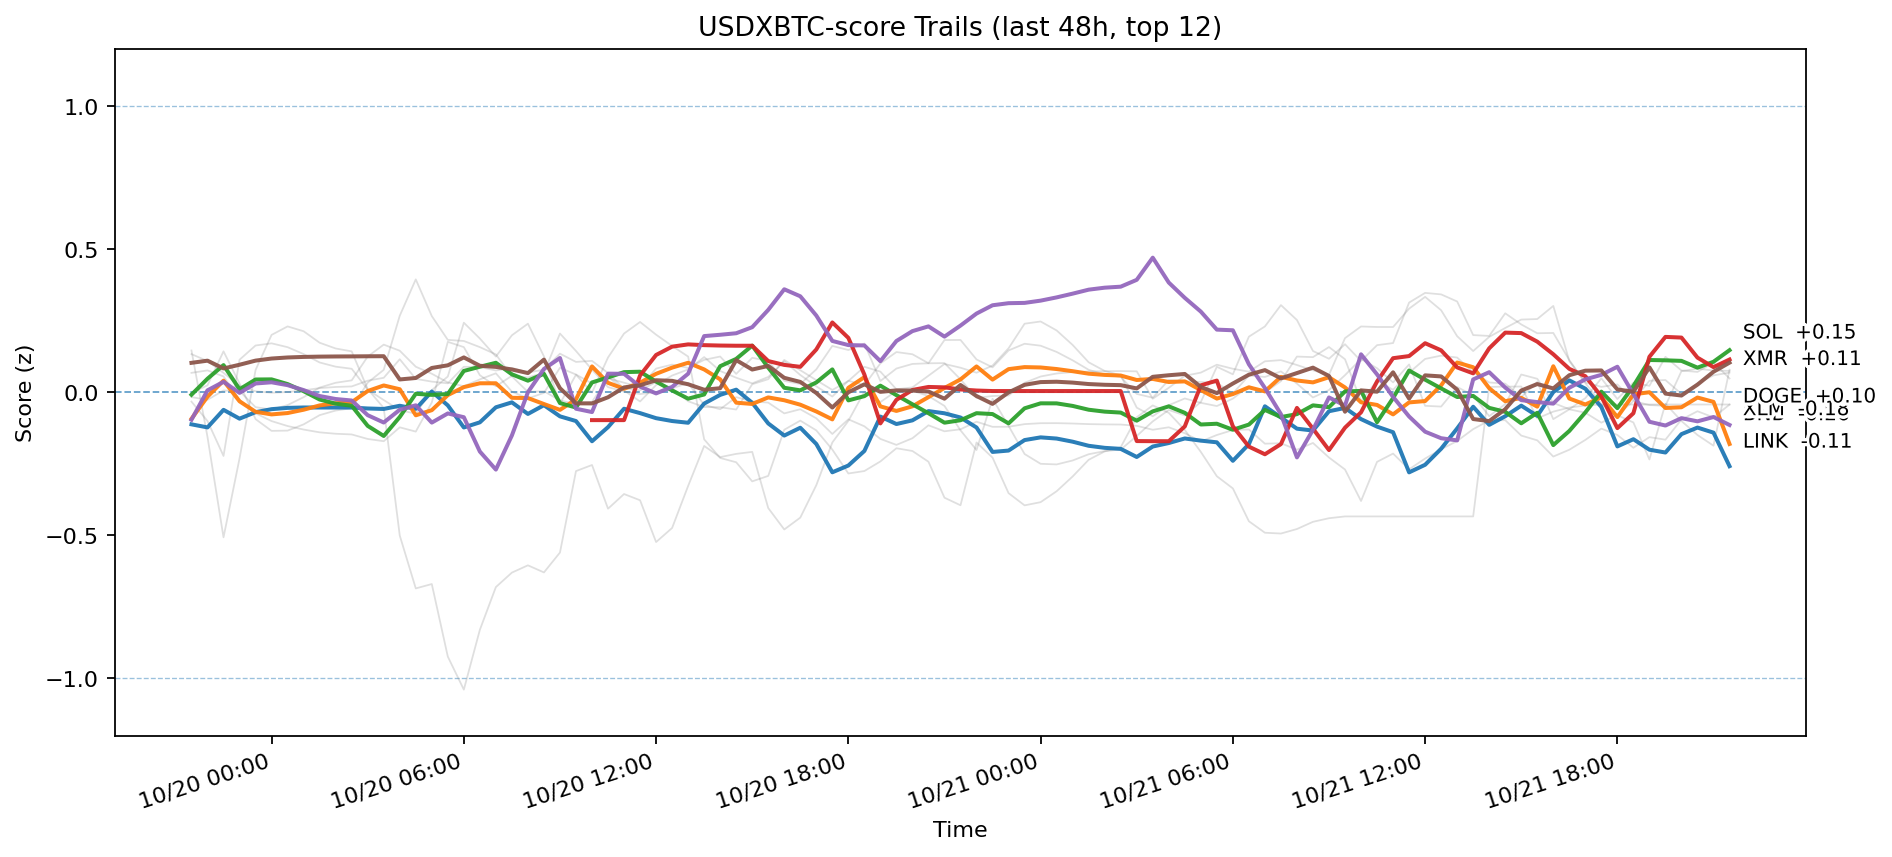 USDXBTC-score Trails (last 48h, top 12)
Score (z)
1.0
0.5
0.0
−0.5
−1.0
SOL +0.15
XMR +0.11
DOGE +0.10
XLM -0.18
LINK -0.11
10/20 00:00
10/20 06:00
10/20 12:00
10/20 18:00
10/21 00:00
10/21 06:00
10/21 12:00
10/21 18:00
Time